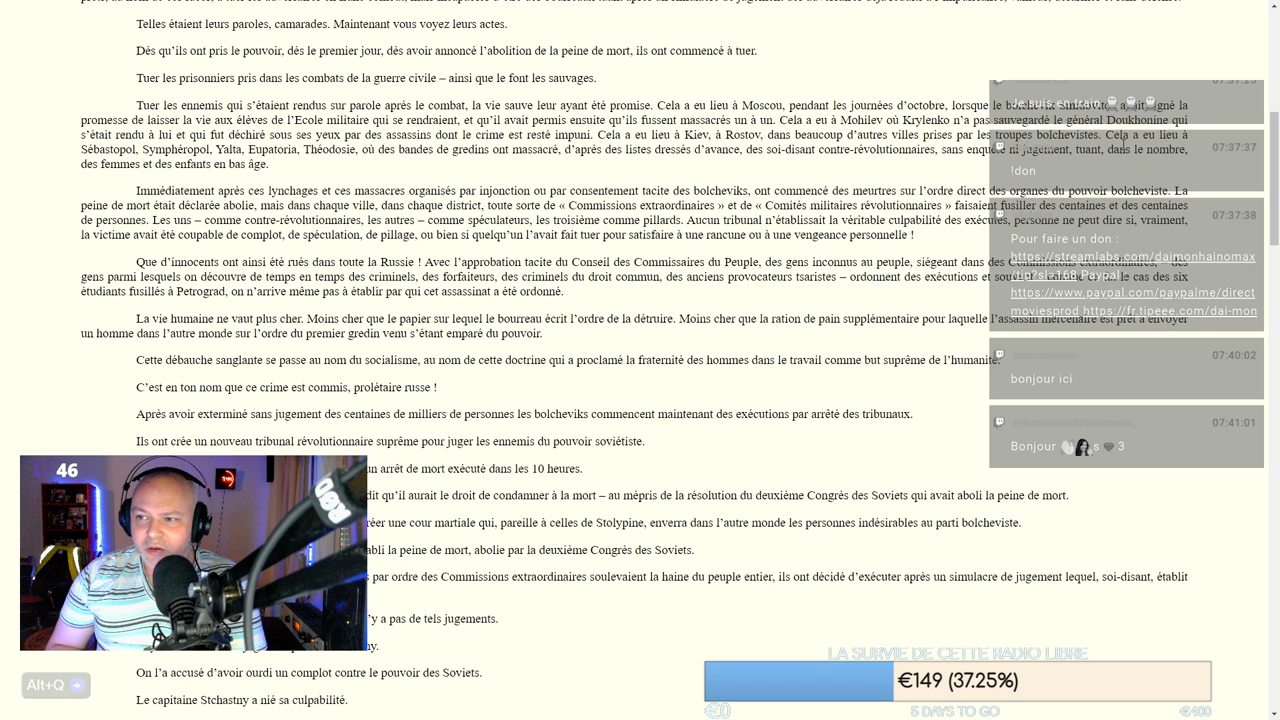 Telles étaient leurs paroles, camarades. Maintenant vous voyez leurs actes.
Dès qu'ils ont pris le pouvoir, dès le premier jour, dès avoir annoncé l'abolition de la peine de mort, ils ont commencé à tuer.
Tuer les prisonniers pris dans les combats de la guerre civile – ainsi que le font les sauvages.
Tuer les ennemis qui s'étaient rendus sur parole après le combat, la vie sauve leur ayant été promise. Cela a eu lieu à Moscou, pendant les journées d'octobre, lorsque le
promesse de laisser la vie aux élèves de l'Ecole militaire qui se rendraient, et qu'il avait permis ensuite qu'ils fussent massacrés un à un. Cela a eu à Mohilev où Krylenko n'a pas sauvegardé le général Doukhonine qui
s'était rendu à lui et qui fut déchiré sous ses yeux par des assassins dont le crime est resté impuni. Cela a eu lieu à Kiev, à Rostov, dans beaucoup d'autres villes prises par les troupes bolchevistes. Cela a eu lieu à
Sébastopol, Symphéropol, Yalta, Eupatoria, Théodosie, où des bandes de gredins ont massacré, d'après des listes dressés d'avance, des soi-disant contre-révolutionnaires, sans enquête ni jugement, tuant, dans le nombre,
des femmes et des enfants en bas âge.
Immédiatement après ces lynchages et ces massacres organisés par injonction ou par consentement tacite des bolcheviks, ont commencé des meurtres sur l'ordre direct des organes du pouvoir bolcheviste. La
peine de mort était déclarée abolie, mais dans chaque ville, dans chaque district, toute sorte de « Commissions extraordinaires » et de « Comités militaires révolutionnaires » faisaient fusiller des centaines et des centaines
de personnes. Les uns – comme contre-révolutionnaires, les autres – comme spéculateurs, les troisième comme pillards. Aucun tribunal n'établissait la véritable culpabilité des exécutés, personne ne peut dire si, vraiment,
la victime avait été coupable de complot, de spéculation, de pillage, ou bien si quelqu'un l'avait fait tuer pour satisfaire à une rancune ou à une vengeance personnelle !
Que d'innocents ont ainsi été rués dans toute la Russie ! Avec l'approbation tacite du Conseil des Commissaires du Peuple, des gens inconnus au peuple, siégeant dans des Commissions extraordinaires, des
gens parmi lesquels on découvre de temps en temps des criminels, des forfaiteurs, des criminels du droit commun, des anciens provocateurs tsaristes – ordonnent des exécutions et le cas des six
étudiants fusillés à Petrograd, on n'arrive même pas à établir par qui cet assassinat a été ordonné.
La vie humaine ne vaut plus cher. Moins cher que le papier sur lequel le bourreau écrit l'ordre de la détruire. Moins cher que la ration de pain supplémentaire pour laquelle l'assassin mercenaire est prêt à envoyer
un homme dans l'autre monde sur l'ordre du premier gredin venu s'étant emparé du pouvoir.
Cette débauche sanglante se passe au nom du socialisme, au nom de cette doctrine qui a proclamé la fraternité des hommes dans le travail comme but suprême de l'humanité.
C'est en ton nom que ce crime est commis, prolétaire russe !
Après avoir exterminé sans jugement des centaines de milliers de personnes les bolcheviks commencent maintenant des exécutions par arrêté des tribunaux.
Ils ont crée un nouveau tribunal révolutionnaire suprême pour juger les ennemis du pouvoir soviétiste.
un arrêt de mort exécuté dans les 10 heures.
dit qu'il aurait le droit de condamner à la mort – au mépris de la résolution du deuxième Congrès des Soviets qui avait aboli la peine de mort.
réer une cour martiale qui, pareille à celles de Stolypine, enverra dans l'autre monde les personnes indésirables au parti bolcheviste.
abli la peine de mort, abolie par la deuxième Congrès des Soviets.
s par ordre des Commissions extraordinaires soulevaient la haine du peuple entier, ils ont décidé d'exécuter après un simulacre de jugement lequel, soi-disant, établit
'y a pas de tels jugements.
ny.
On l'a accusé d'avoir ourdi un complot contre le pouvoir des Soviets.
Le capitaine Stchastny a nié sa culpabilité.
07:37:25
Je suis en train
07:37:37
!don
07:37:38
Pour faire un don :
https://streamlabs.com/daimonhainomax
/tip?si=168 Paypal
https://www.paypal.com/paypalme/direct
moviesprod https://fr.tipeee.com/dai-mon
07:40:02
bonjour ici
07:41:01
Bonjour s 3
46
Alt+Q
LA SURVIE DE CETTE RADIO LIBRE
€149 (37.25%)
€0
5 DAYS TO GO
€400